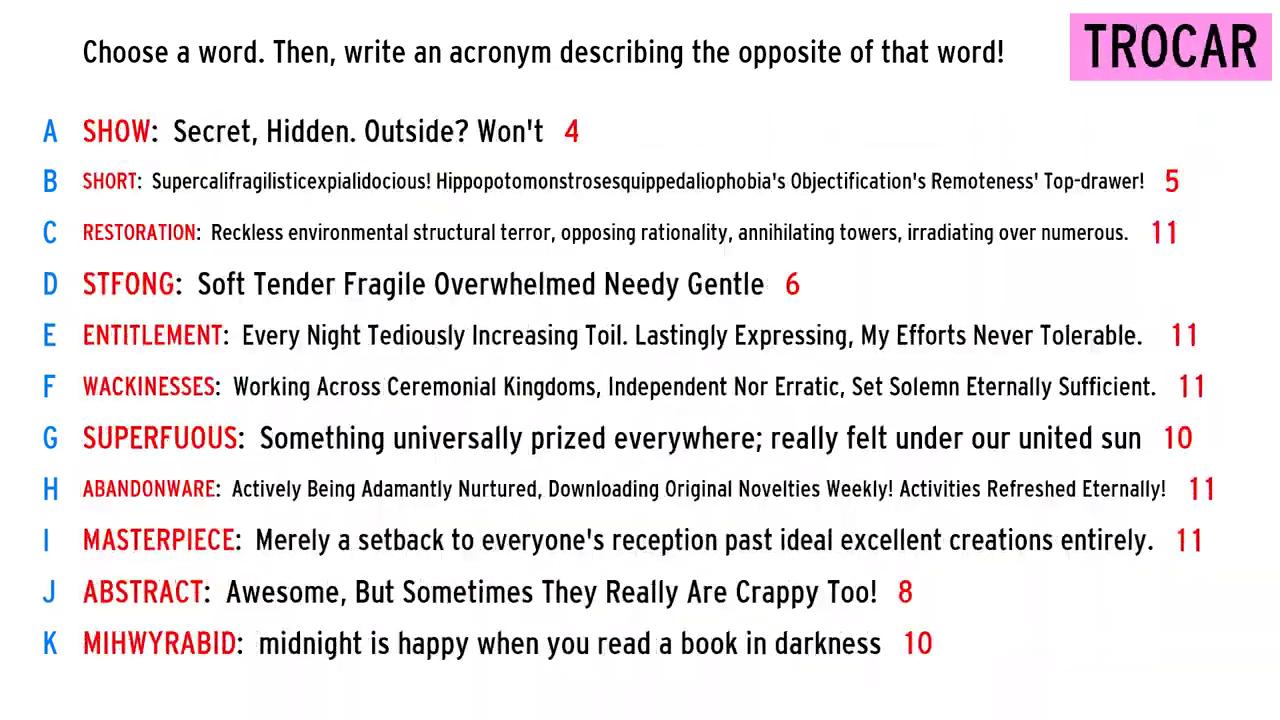 Choose a word. Then, write an acronym describing the opposite of that word!
TROCAR
A SHOW: Secret, Hidden. Outside? Won't 4
B SHORT: Supercalifragilisticexpialidocious! Hippopotomonstrosesquippedaliophobia's Objectification's Remoteness' Top-drawer! 5
C RESTORATION: Reckless environmental structural terror, opposing rationality, annihilating towers, irradiating over numerous. 11
D STFONG: Soft Tender Fragile Overwhelmed Needy Gentle 6
E ENTITLEMENT: Every Night Tediously Increasing Toil. Lastingly Expressing, My Efforts Never Tolerable. 11
F WACKINESSES: Working Across Ceremonial Kingdoms, Independent Nor Erratic, Set Solemn Eternally Sufficient. 11
G SUPERFUOUS: Something universally prized everywhere; really felt under our united sun 10
H ABANDONWARE: Actively Being Adamantly Nurtured, Downloading Original Novelties Weekly! Activities Refreshed Eternally! 11
I MASTERPIECE: Merely a setback to everyone's reception past ideal excellent creations entirely. 11
J ABSTRACT: Awesome, But Sometimes They Really Are Crappy Too! 8
K MIHWYRABID: midnight is happy when you read a book in darkness 10